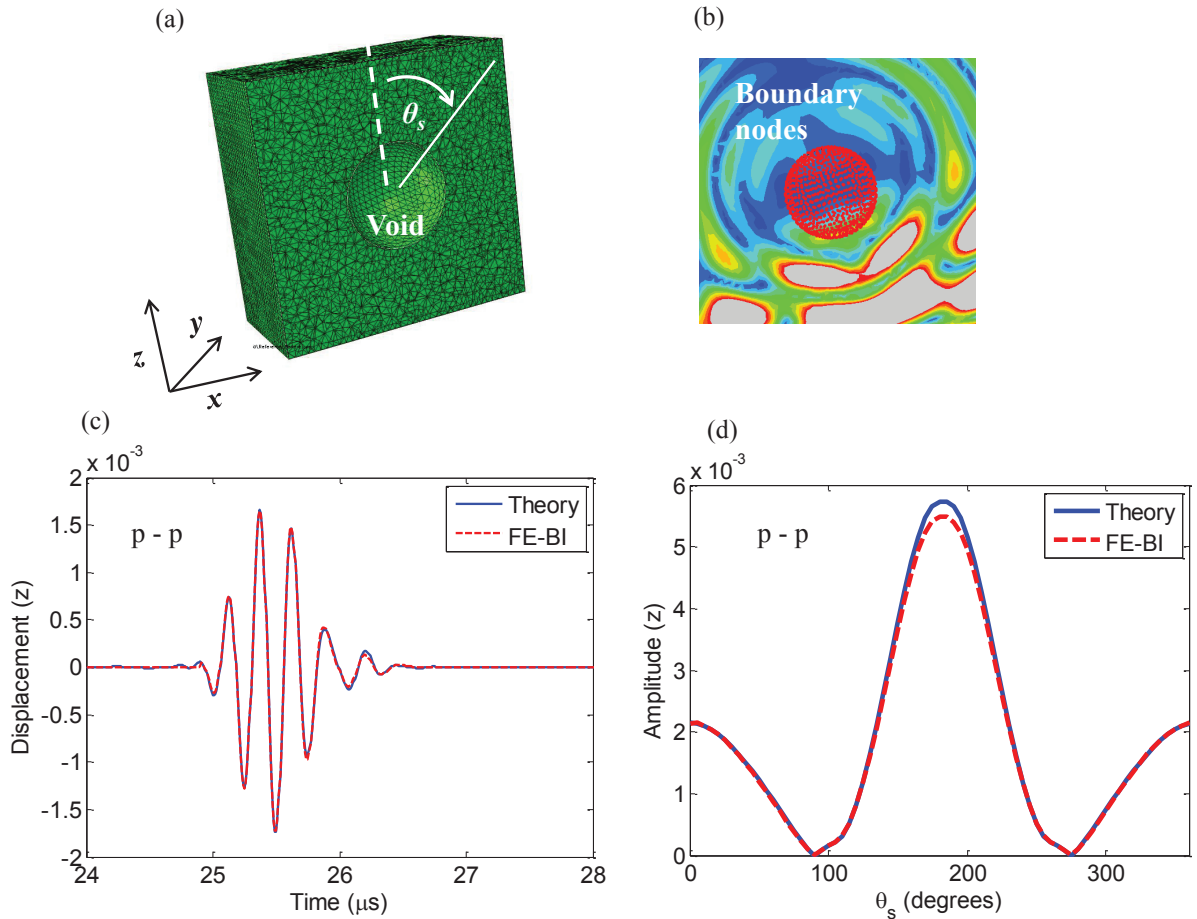 (a)
θs
Void
z
y
x
(b)
Boundary
nodes
(c)
x 10-3
2
1.5
1
0.5
0
-0.5
-1
-1.5
-2
Displacement (z)
p - p
Theory
FE-BI
24
25
26
27
28
Time (μs)
(d)
x 10-3
6
5
4
3
2
1
0
Amplitude (z)
p - p
Theory
FE-BI
0
100
200
300
θs (degrees)